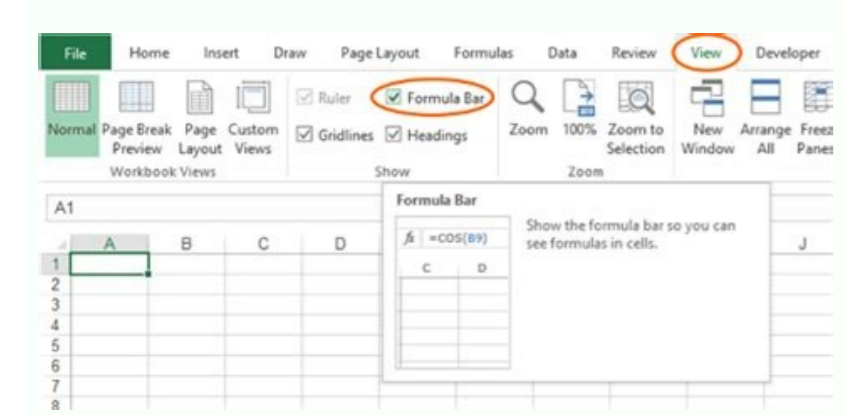 File Home Insert Draw Page Layout Formulas Data Review View Developer
Ruler Formula Bar
Gridlines Headings
Normal Page Break Preview Page Layout Custom Views
Workbook Views
Show
Zoom 100% Zoom to Selection
Zoom
New Window Arrange All
A1
Formula Bar
fx =COS(B9)
C D
Show the formula bar so you can
see formulas in cells.
A B C D J
1
2
3
4
5
6
7
8